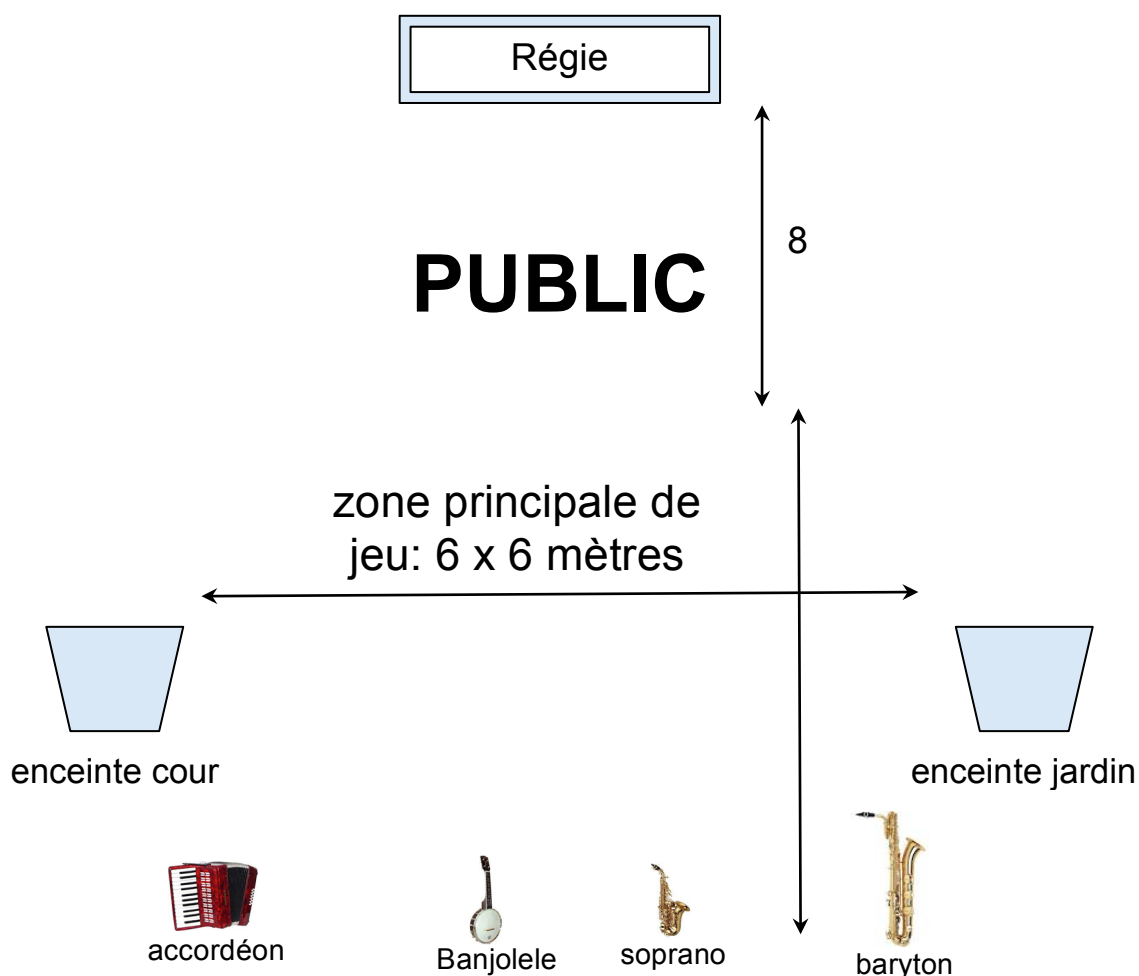 Régie
8
PUBLIC
zone principale de
jeu: 6 x 6 mètres
enceinte cour
enceinte jardin
accordéon
Banjolele
soprano
baryton